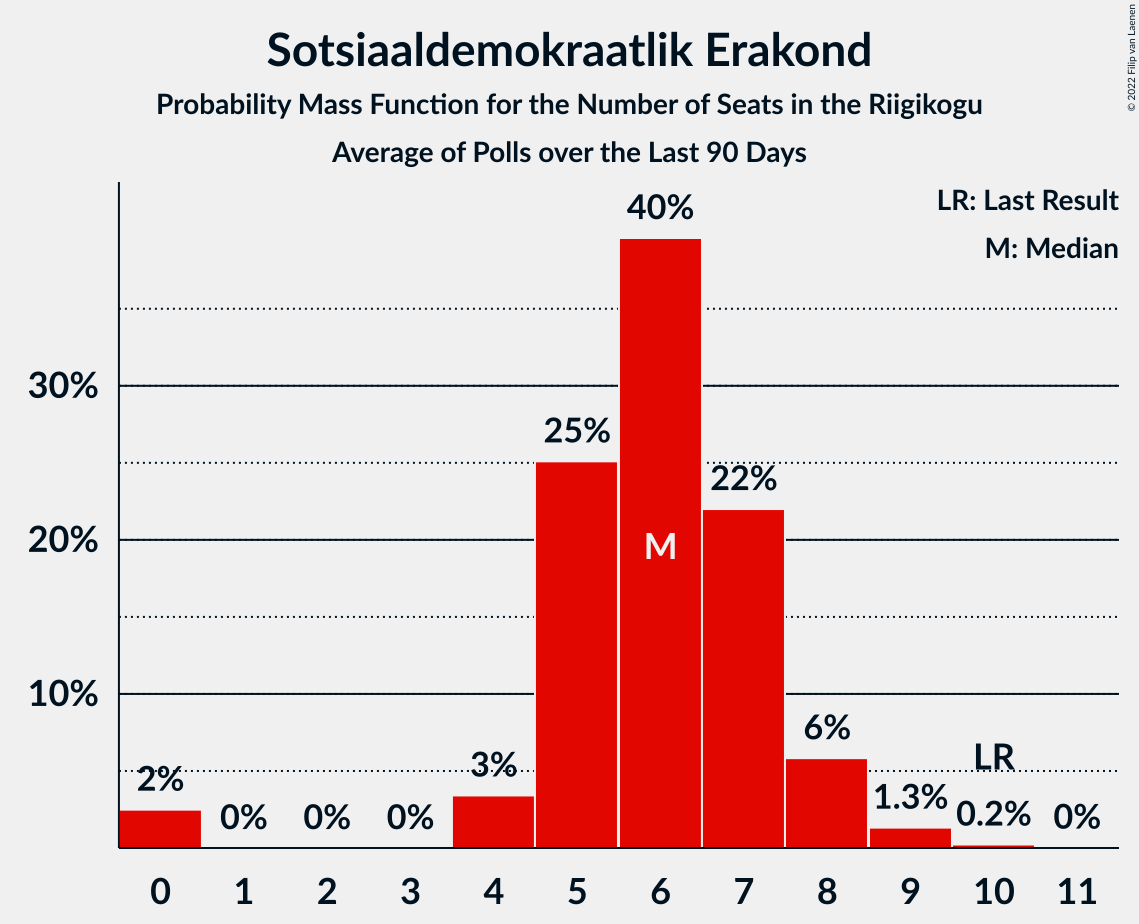 Sotsiaaldemokraatlik Erakond
Probability Mass Function for the Number of Seats in the Riigikogu
Average of Polls over the Last 90 Days
© 2022 Filip van Laenen
LR: Last Result
M: Median
40%
30%
25%
22%
20%
M
10%
6%
3%
2%
LR
1.3%
0.2%
0%
0%
0%
0%
0 1 2 3 4 5 6 7 8 9 10 11